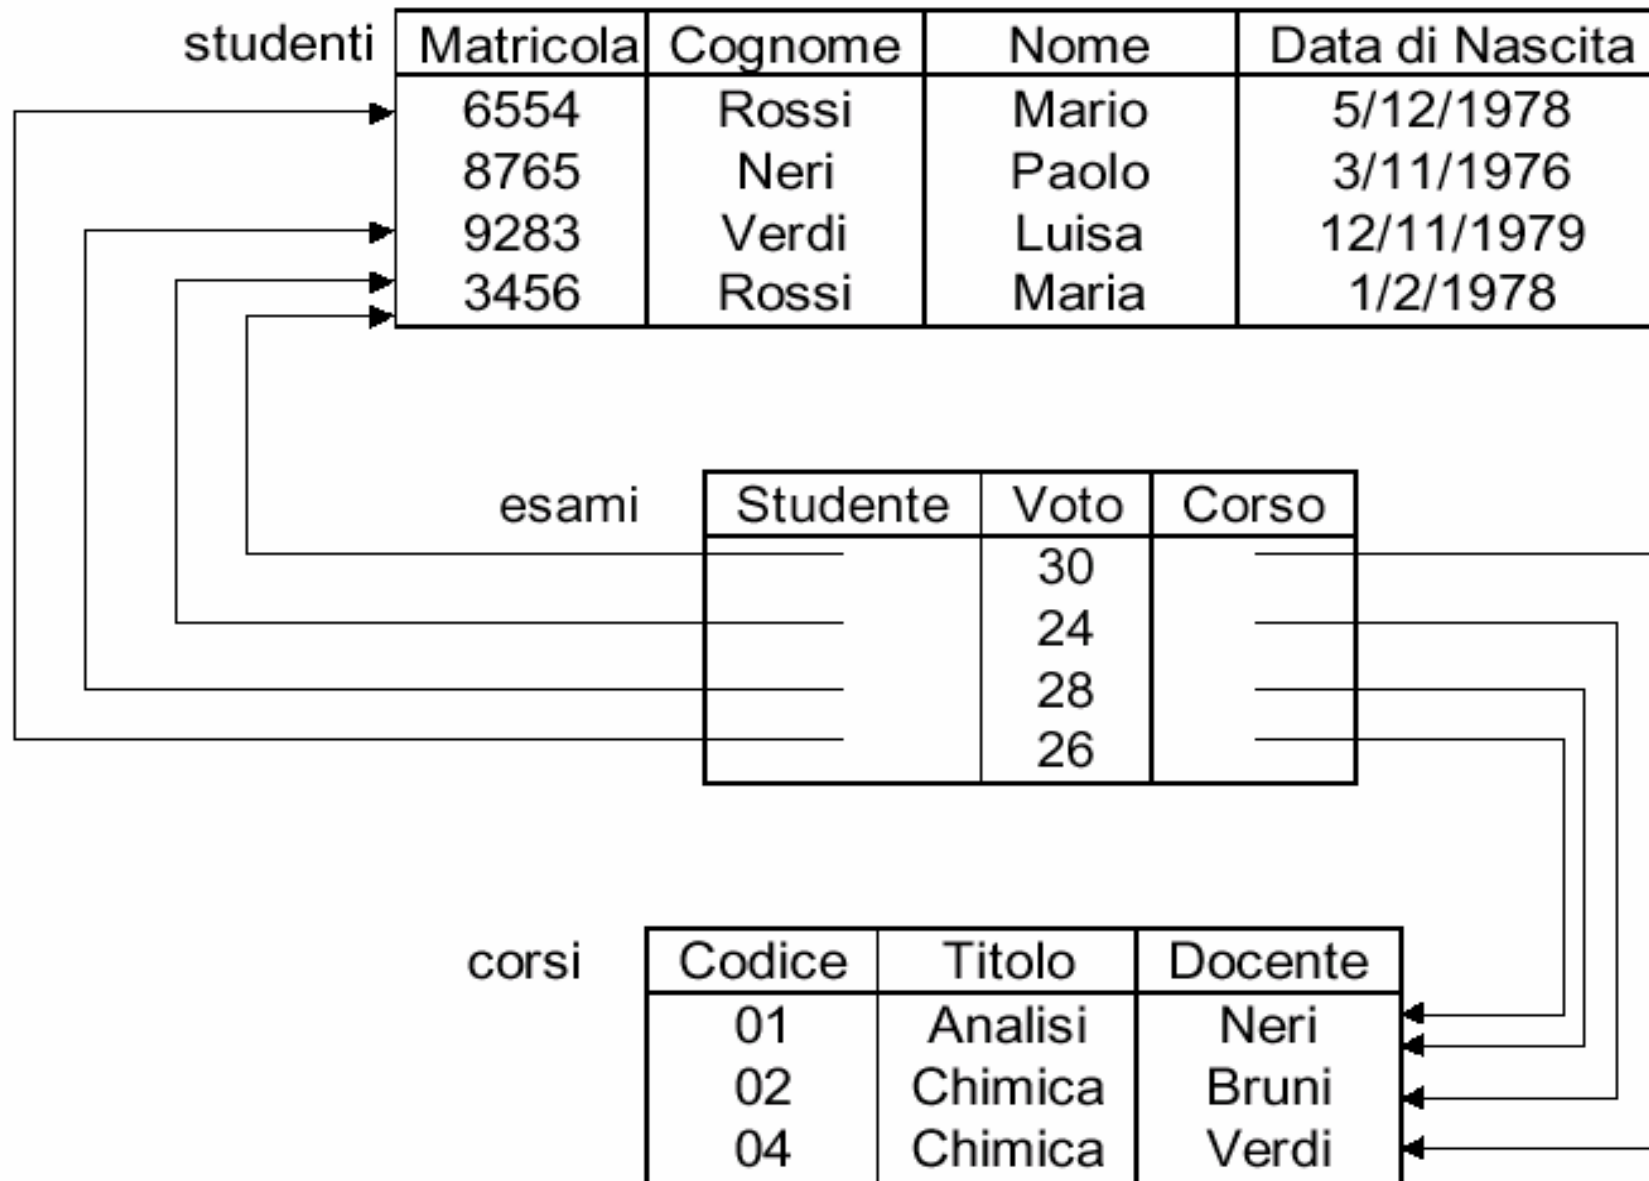 studenti Matricola Cognome Nome Data di Nascita
6554 Rossi Mario 5/12/1978
8765 Neri Paolo 3/11/1976
9283 Verdi Luisa 12/11/1979
3456 Rossi Maria 1/2/1978
esami Studente Voto Corso
30
24
28
26
corsi Codice Titolo Docente
01 Analisi Neri
02 Chimica Bruni
04 Chimica Verdi